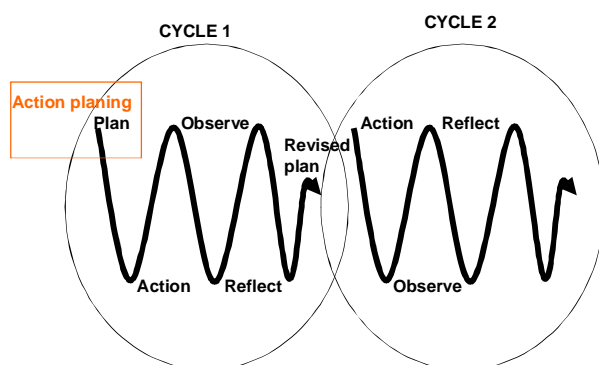 CYCLE 1
CYCLE 2
Action planing
Plan
Observe
Revised
plan
Action
Reflect
Action
Reflect
Observe